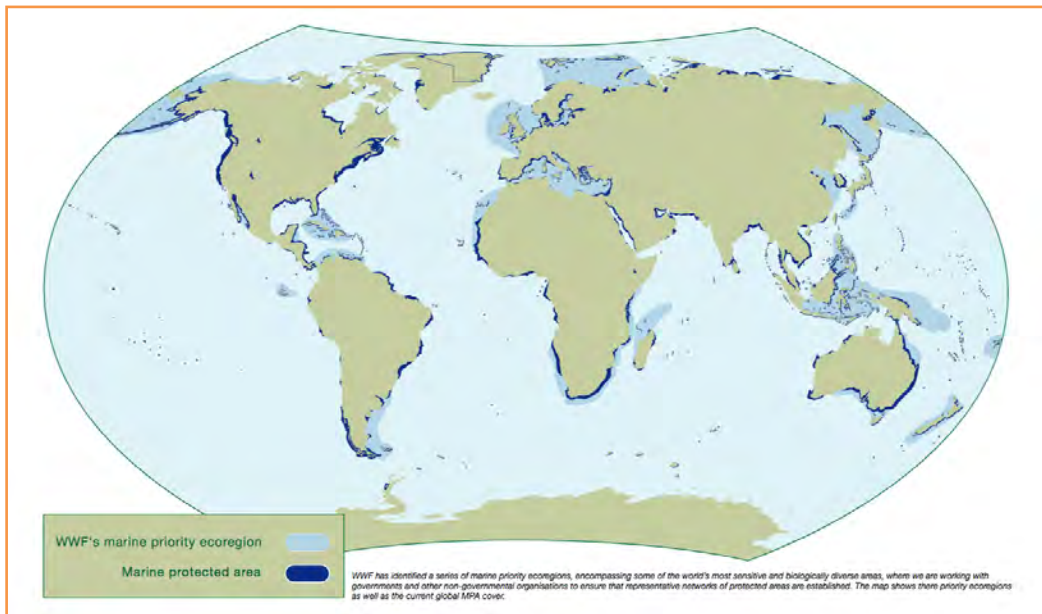 WWF's marine priority ecoregion
Marine protected area
WWF has identified a series of marine priority ecoregions, encompassing some of the world's most sensitive and biologically diverse areas, where we are working with
governments and other non-governmental organisations to ensure that representative networks of protected areas are established. The map shows there priority ecoregions
as well as the current global MPA cover.